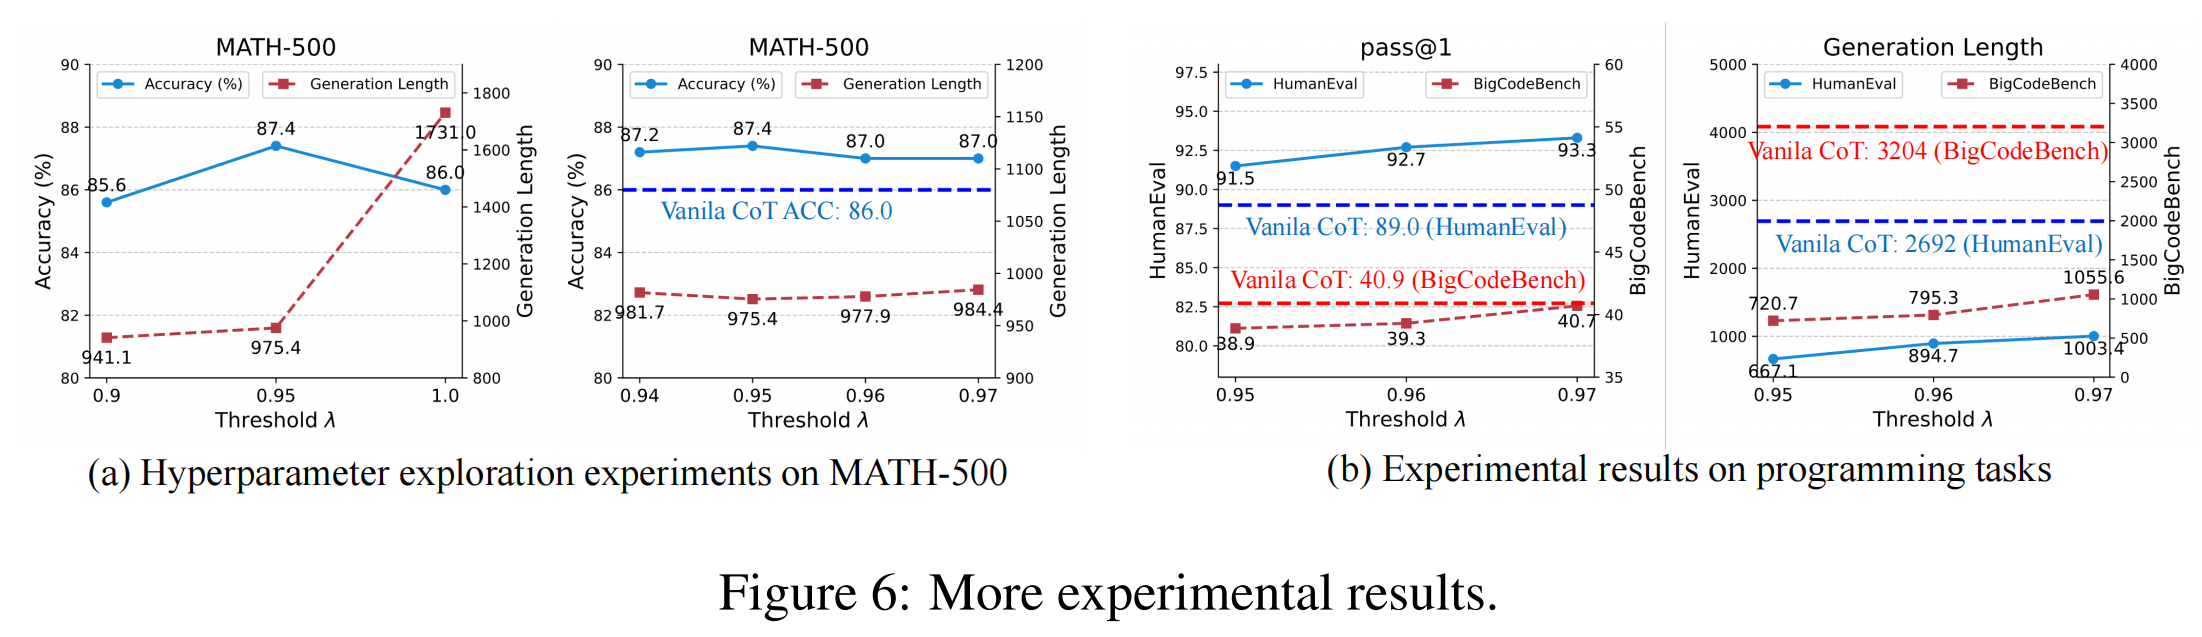 MATH-500
Accuracy (%)
Generation Length
90
88
86
84
82
80
Accuracy (%)
85.6
87.4
86.0
941.1
975.4
1731.0
1800
1600
1400
1200
1000
800
Generation Length
0.9
0.95
1.0
Threshold λ
MATH-500
Accuracy (%)
Generation Length
90
88
86
84
82
80
Accuracy (%)
87.2
87.4
87.0
87.0
Vanila CoT ACC: 86.0
981.7
975.4
977.9
984.4
1200
1150
1100
1050
1000
950
900
Generation Length
0.94
0.95
0.96
0.97
Threshold λ
(a) Hyperparameter exploration experiments on MATH-500
pass@1
HumanEval
BigCodeBench
97.5
95.0
92.5
90.0
87.5
85.0
82.5
80.0
HumanEval
91.5
92.7
93.3
Vanila CoT: 89.0 (HumanEval)
Vanila CoT: 40.9 (BigCodeBench)
38.9
39.3
40.7
60
55
50
45
40
35
BigCodeBench
0.95
0.96
0.97
Threshold λ
Generation Length
HumanEval
BigCodeBench
5000
4000
3000
2000
1000
HumanEval
Vanila CoT: 3204 (BigCodeBench)
Vanila CoT: 2692 (HumanEval)
720.7
795.3
1055.6
667.1
894.7
1003.4
4000
3500
3000
2500
2000
1500
1000
500
0
BigCodeBench
0.95
0.96
0.97
Threshold λ
(b) Experimental results on programming tasks
Figure 6: More experimental results.